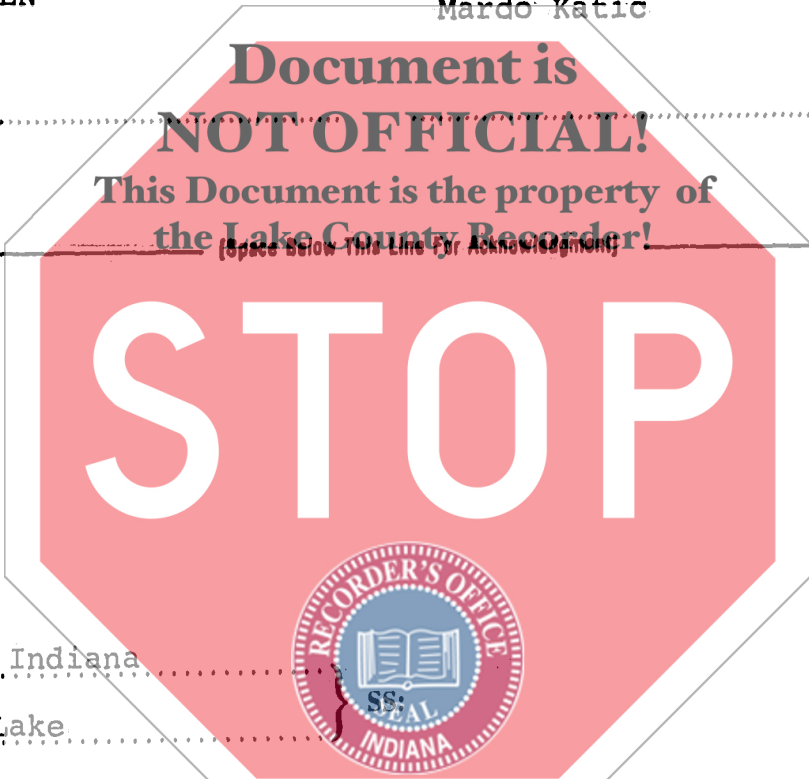 EN
Mardo Katic
Document is
NOT OFFICIAL!
This Document is the property of
the Lake County Recorder!
[Space Below This Line For Acknowledgment]
STOP
RECORDER'S OFFICE
SEAL
INDIANA
Indiana
SS:
Lake